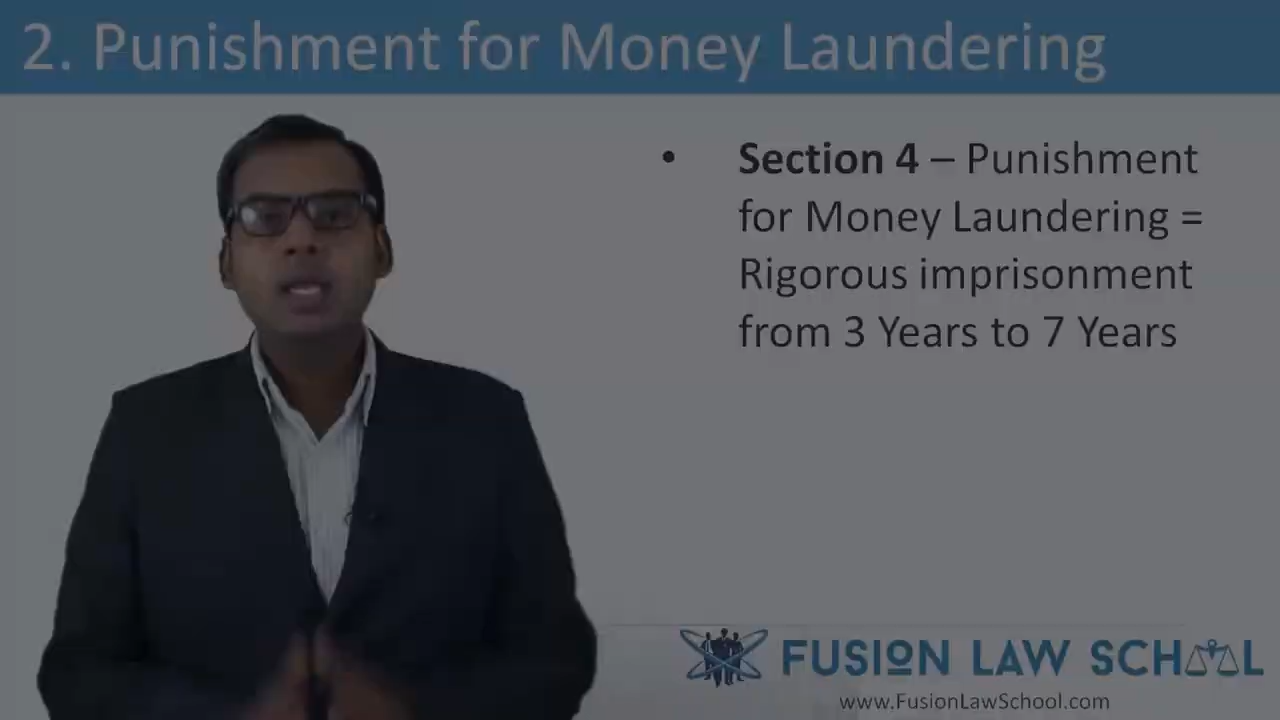 2. Punishment for Money Laundering
• Section 4 – Punishment
for Money Laundering =
Rigorous imprisonment
from 3 Years to 7 Years
FUSION LAW SCHOOL
www.FusionLawSchool.com